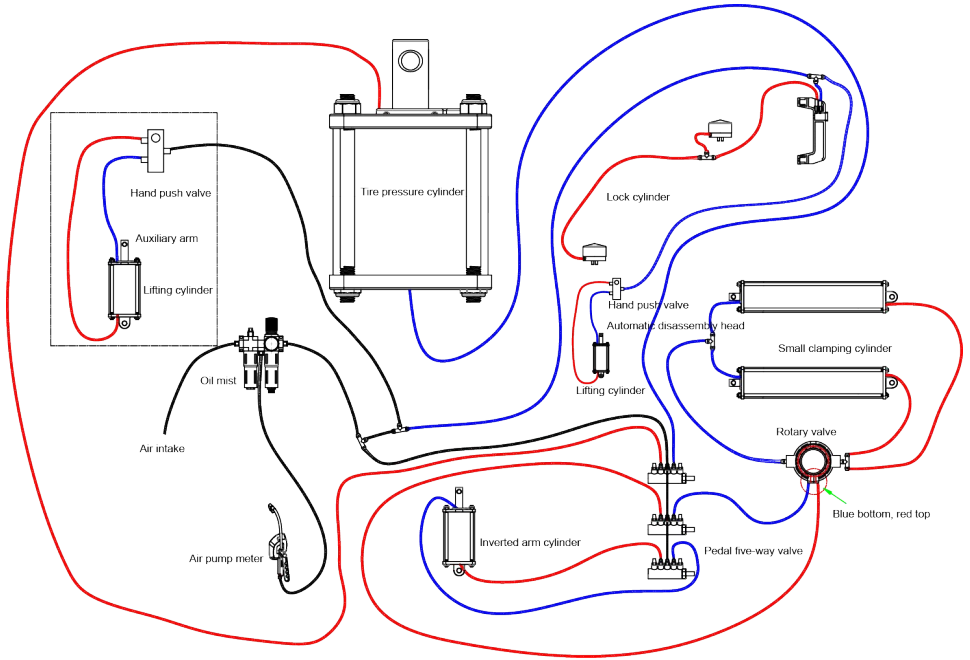 Tire pressure cylinder
Hand push valve
Lock cylinder
Auxiliary arm
Lifting cylinder
Hand push valve
Automatic disassembly head
Small clamping cylinder
Oil mist
Lifting cylinder
Air intake
Rotary valve
Blue bottom, red top
Inverted arm cylinder
Pedal five-way valve
Air pump meter